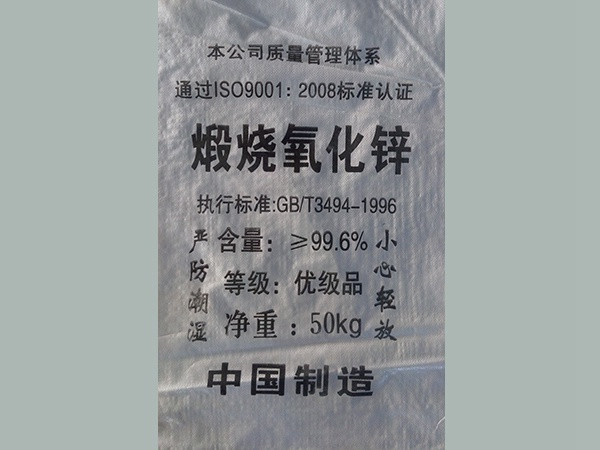 本公司质量管理体系
通过ISO9001：2008标准认证
煅烧氧化锌
执行标准:GB/T3494-1996
含量：≥99.6%
等级：优级品
净重：50kg
严防潮湿
小心轻放
中国制造